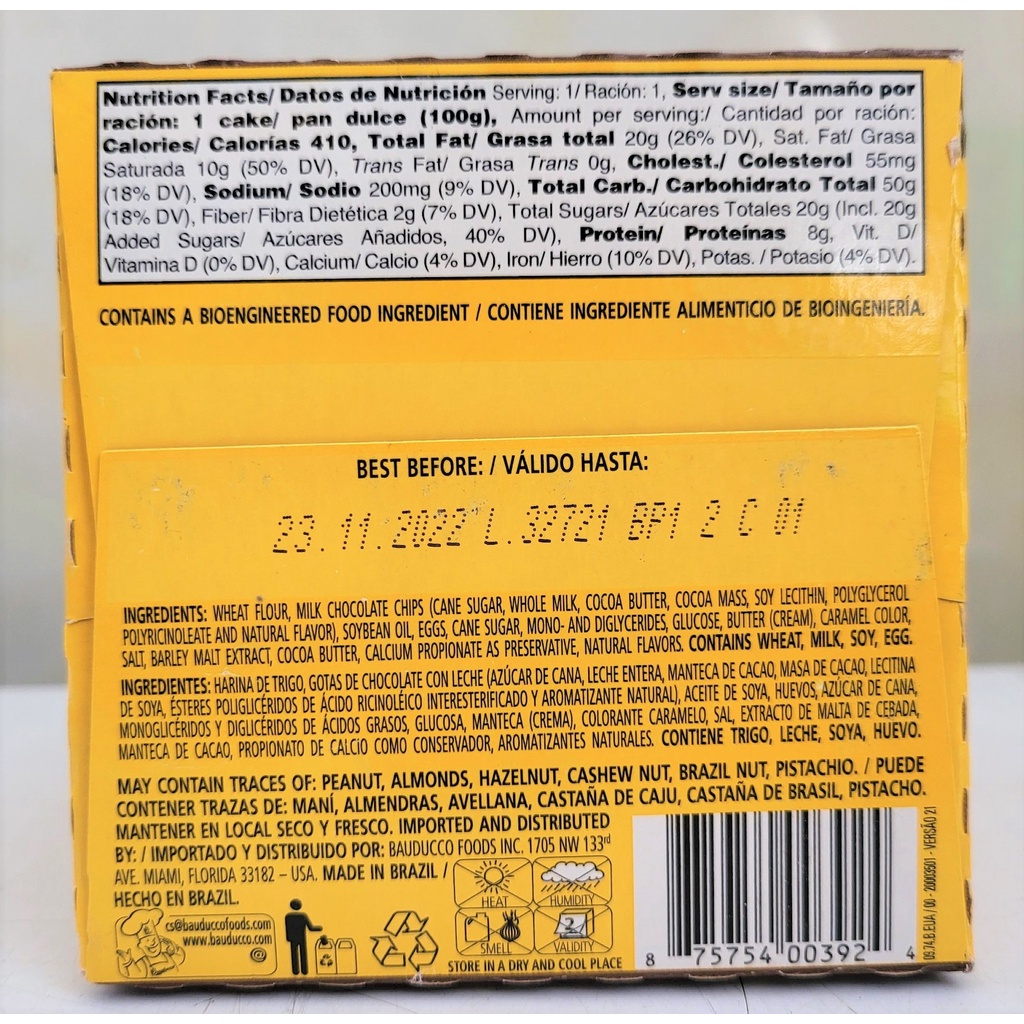 Nutrition Facts/ Datos de Nutrición Serving: 1/ Ración: 1, Serv size/ Tamaño por
ración: 1 cake/ pan dulce (100g), Amount per serving:/ Cantidad por ración:
Calories/ Calorías 410, Total Fat/ Grasa total 20g (26% DV), Sat. Fat/ Grasa
Saturada 10g (50% DV), Trans Fat/ Grasa Trans 0g, Cholest./ Colesterol 55mg
(18% DV), Sodium/ Sodio 200mg (9% DV), Total Carb./ Carbohidrato Total 50g
(18% DV), Fiber/ Fibra Dietética 2g (7% DV), Total Sugars/ Azúcares Totales 20g (Incl. 20g
Added Sugars/ Azúcares Añadidos, 40% DV), Protein/ Proteínas 8g, Vit. D/
Vitamina D (0% DV), Calcium/ Calcio (4% DV), Iron/ Hierro (10% DV), Potas. / Potasio (4% DV).
CONTAINS A BIOENGINEERED FOOD INGREDIENT / CONTIENE INGREDIENTE ALIMENTICIO DE BIOINGENIERÍA.
BEST BEFORE: / VÁLIDO HASTA:
23.11.2022 L.32721 BP1 2 C 01
INGREDIENTS: WHEAT FLOUR, MILK CHOCOLATE CHIPS (CANE SUGAR, WHOLE MILK, COCOA BUTTER, COCOA MASS, SOY LECITHIN, POLYGLYCEROL
POLYRICINOLEATE AND NATURAL FLAVOR), SOYBEAN OIL, EGGS, CANE SUGAR, MONO- AND DIGLYCERIDES, GLUCOSE, BUTTER (CREAM), CARAMEL COLOR,
SALT, BARLEY MALT EXTRACT, COCOA BUTTER, CALCIUM PROPIONATE AS PRESERVATIVE, NATURAL FLAVORS. CONTAINS WHEAT, MILK, SOY, EGG.
INGREDIENTES: HARINA DE TRIGO, GOTAS DE CHOCOLATE CON LECHE (AZÚCAR DE CANA, LECHE ENTERA, MANTECA DE CACAO, MASA DE CACAO, LECITINA
DE SOYA, ÉSTERES POLIGLICÉRIDOS DE ÁCIDO RICINOLÉICO INTERESTERIFICADO Y AROMATIZANTE NATURAL), ACEITE DE SOYA, HUEVOS, AZÚCAR DE CANA,
MONOGLICÉRIDOS Y DIGLICÉRIDOS DE ÁCIDOS GRASOS, GLUCOSA, MANTECA (CREMA), COLORANTE CARAMELO, SAL, EXTRACTO DE MALTA DE CEBADA,
MANTECA DE CACAO, PROPIONATO DE CALCIO COMO CONSERVADOR, AROMATIZANTES NATURALES. CONTIENE TRIGO, LECHE, SOYA, HUEVO.
MAY CONTAIN TRACES OF: PEANUT, ALMONDS, HAZELNUT, CASHEW NUT, BRAZIL NUT, PISTACHIO. / PUEDE
CONTENER TRAZAS DE: MANÍ, ALMENDRAS, AVELLANA, CASTAÑA DE CAJU, CASTAÑA DE BRASIL, PISTACHO.
MANTENER EN LOCAL SECO Y FRESCO. IMPORTED AND DISTRIBUTED
BY: / IMPORTADO Y DISTRIBUIDO POR: BAUDUCCO FOODS INC. 1705 NW 133rd
AVE. MIAMI, FLORIDA 33182 – USA. MADE IN BRAZIL /
HECHO EN BRAZIL.
cs@bauduccofoods.com
www.bauducco.com
@
HEAT HUMIDITY
SMELL VALIDITY
STORE IN A DRY AND COOL PLACE
8 75754 00392 4
09.74.B.EUA / 00 - 20003501 - VERSÃO 21